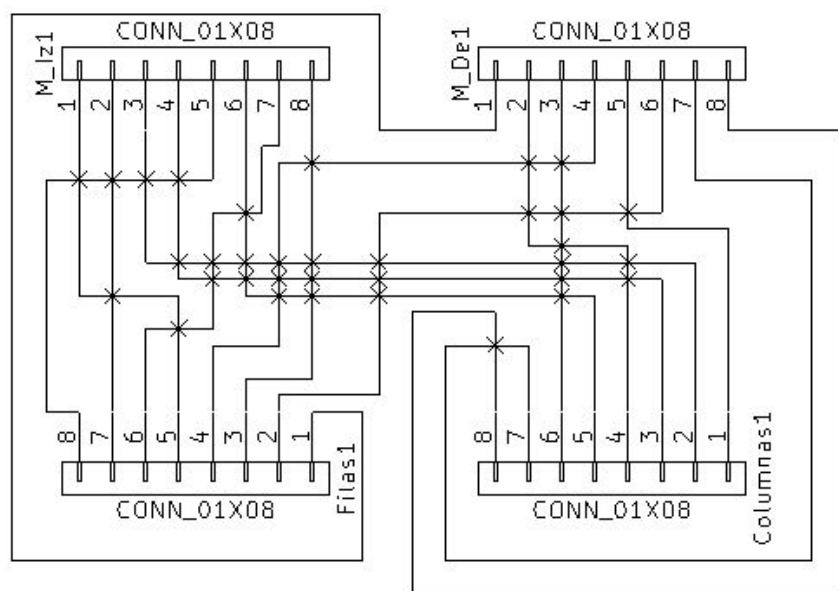 CONN_01X08
M_Iz1
1 2 3 4 5 6 7 8
CONN_01X08
M_De1
1 2 3 4 5 6 7 8
8 7 6 5 4 3 2 1
CONN_01X08
Filas1
8 7 6 5 4 3 2 1
CONN_01X08
Columnas1